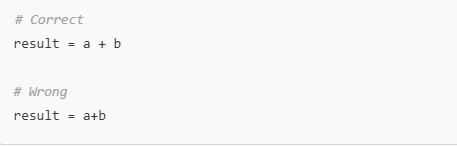 # Correct
result = a + b
# Wrong
result = a+b